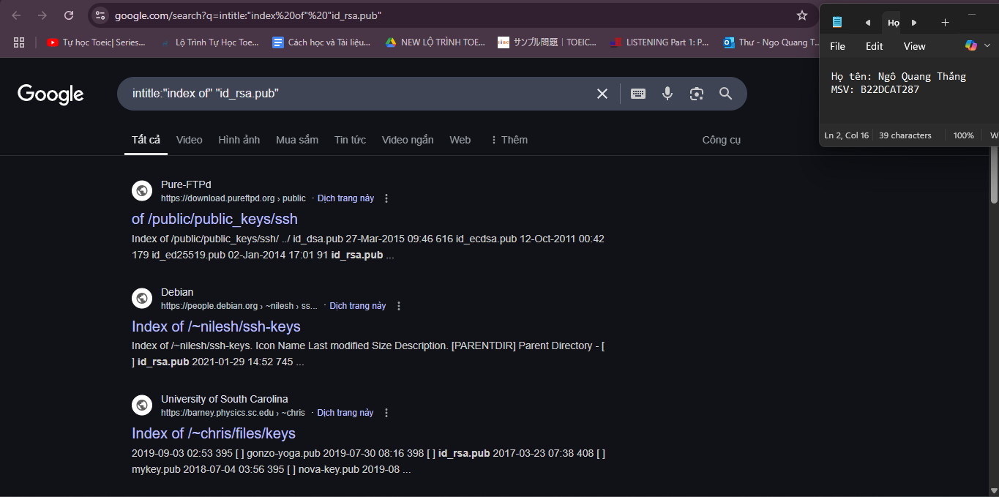 google.com/search?q=intitle:"index%20of"%20"id_rsa.pub"
Tự học Toeic| Series...
Lộ Trình Tự Học Toe...
Cách học và Tài liệu...
NEW LỘ TRÌNH TOE...
サンプル問題｜TOEIC...
LISTENING Part 1: P...
Thư - Ngo Quang T...
Họ
File Edit View
Họ tên: Ngô Quang Thắng
MSV: B22DCAT287
Ln 2, Col 16 39 characters 100% W
Google
intitle:"index of" "id_rsa.pub"
Tất cả Video Hình ảnh Mua sắm Tin tức Video ngắn Web Thêm Công cụ
Pure-FTPd
https://download.pureftpd.org › public · Dịch trang này
of /public/public_keys/ssh
Index of /public/public_keys/ssh/ ../ id_dsa.pub 27-Mar-2015 09:46 616 id_ecdsa.pub 12-Oct-2011 00:42
179 id_ed25519.pub 02-Jan-2014 17:01 91 id_rsa.pub ...
Debian
https://people.debian.org › ~nilesh › ss... · Dịch trang này
Index of /~nilesh/ssh-keys
Index of /~nilesh/ssh-keys. Icon Name Last modified Size Description. [PARENTDIR] Parent Directory - [
] id_rsa.pub 2021-01-29 14:52 745 ...
University of South Carolina
https://barney.physics.sc.edu › ~chris · Dịch trang này
Index of /~chris/files/keys
2019-09-03 02:53 395 [ ] gonzo-yoga.pub 2019-07-30 08:16 398 [ ] id_rsa.pub 2017-03-23 07:38 408 [ ]
mykey.pub 2018-07-04 03:56 395 [ ] nova-key.pub 2019-08 ...